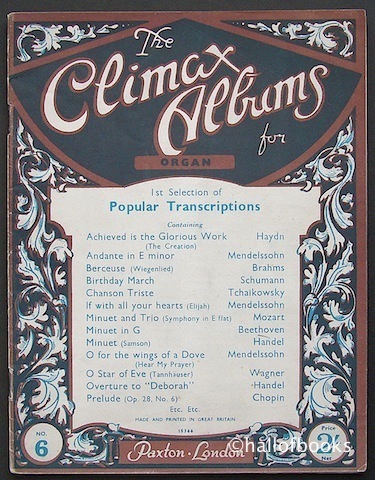 The
Climax
Albums
for
ORGAN
1st Selection of
Popular Transcriptions
Containing
Achieved is the Glorious Work Haydn
(The Creation)
Andante in E minor Mendelssohn
Berceuse (Wiegenlied) Brahms
Birthday March Schumann
Chanson Triste Tchaikowsky
If with all your hearts (Elijah) Mendelssohn
Minuet and Trio (Symphony in E flat) Mozart
Minuet in G Beethoven
Minuet (Samson) Handel
O for the wings of a Dove Mendelssohn
(Hear My Prayer)
O Star of Eve (Tannhauser) Wagner
Overture to "Deborah" Handel
Prelude (Op. 28, No. 6) Chopin
Etc. Etc.
MADE AND PRINTED IN GREAT BRITAIN
15344
NO.
6
Paxton · London
Price
2/-
Net
©hallofbooks